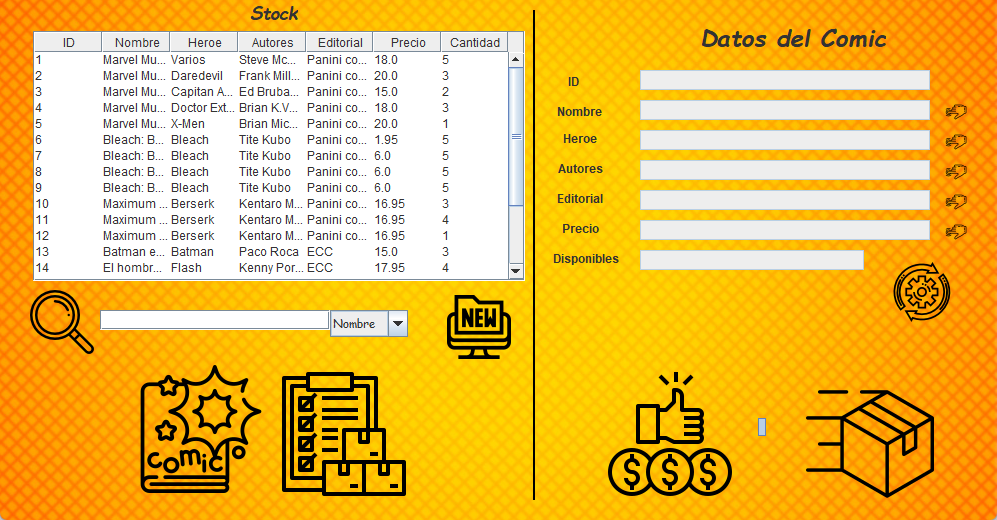 Stock
ID Nombre Heroe Autores Editorial Precio Cantidad
1 Marvel Mu... Varios Steve Mc... Panini co... 18.0 5
2 Marvel Mu... Daredevil Frank Mill... Panini co... 20.0 3
3 Marvel Mu... Capitan A... Ed Bruba... Panini co... 15.0 2
4 Marvel Mu... Doctor Ext... Brian K.V... Panini co... 18.0 3
5 Marvel Mu... X-Men Brian Mic... Panini co... 20.0 1
6 Bleach: B... Bleach Tite Kubo Panini co... 1.95 5
7 Bleach: B... Bleach Tite Kubo Panini co... 6.0 5
8 Bleach: B... Bleach Tite Kubo Panini co... 6.0 5
9 Bleach: B... Bleach Tite Kubo Panini co... 6.0 5
10 Maximum ... Berserk Kentaro M... Panini co... 16.95 3
11 Maximum ... Berserk Kentaro M... Panini co... 16.95 4
12 Maximum ... Berserk Kentaro M... Panini co... 16.95 1
13 Batman e... Batman Paco Roca ECC 15.0 3
14 El hombr... Flash Kenny Por... ECC 17.95 4
Nombre
NEW
comic
Datos del Comic
ID
Nombre
Heroe
Autores
Editorial
Precio
Disponibles
$ $ $